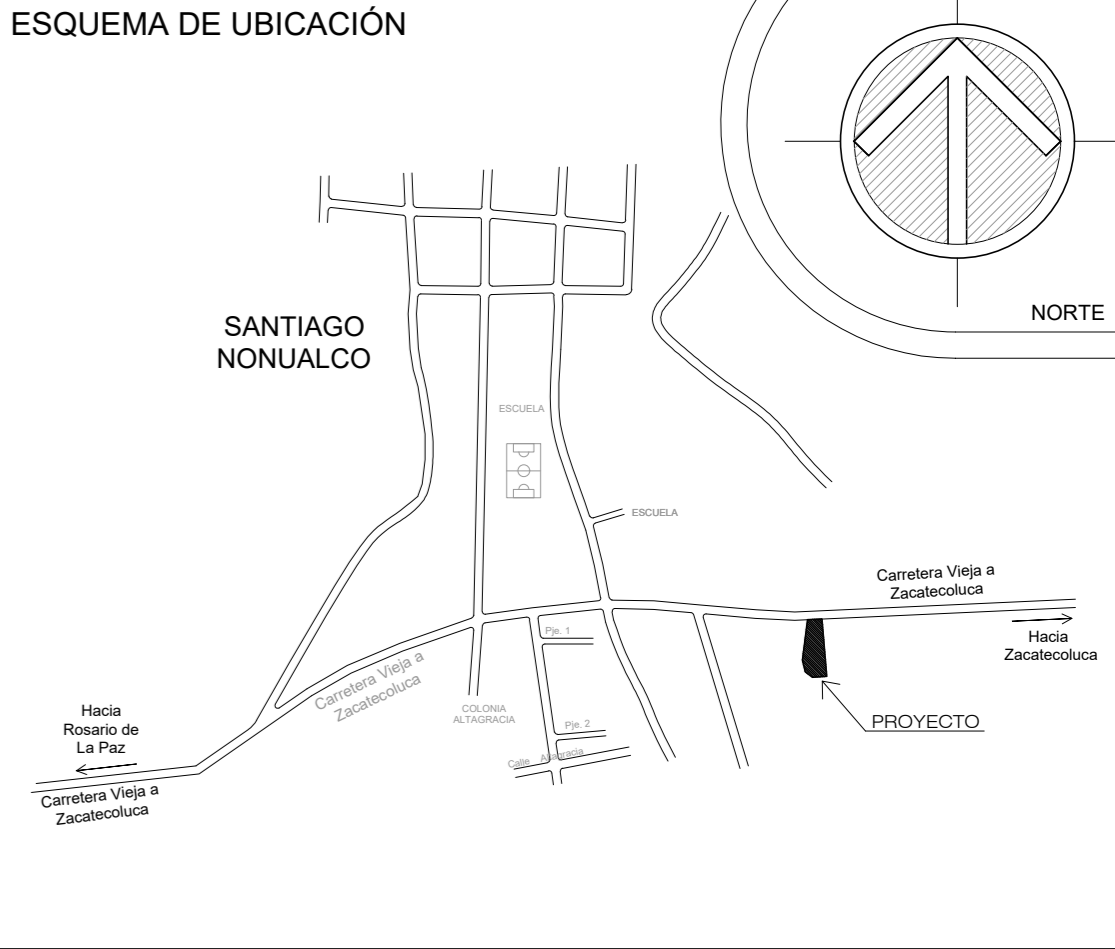 ESQUEMA DE UBICACIÓN
NORTE
SANTIAGO
NONUALCO
ESCUELA
ESCUELA
Carretera Vieja a
Zacatecoluca
Hacia
Zacatecoluca
Pje. 1
Carretera Vieja a
Zacatecoluca
COLONIA
ALTAGRACIA
Pje. 2
PROYECTO
Hacia
Rosario de
La Paz
Calle Altagracia
Carretera Vieja a
Zacatecoluca